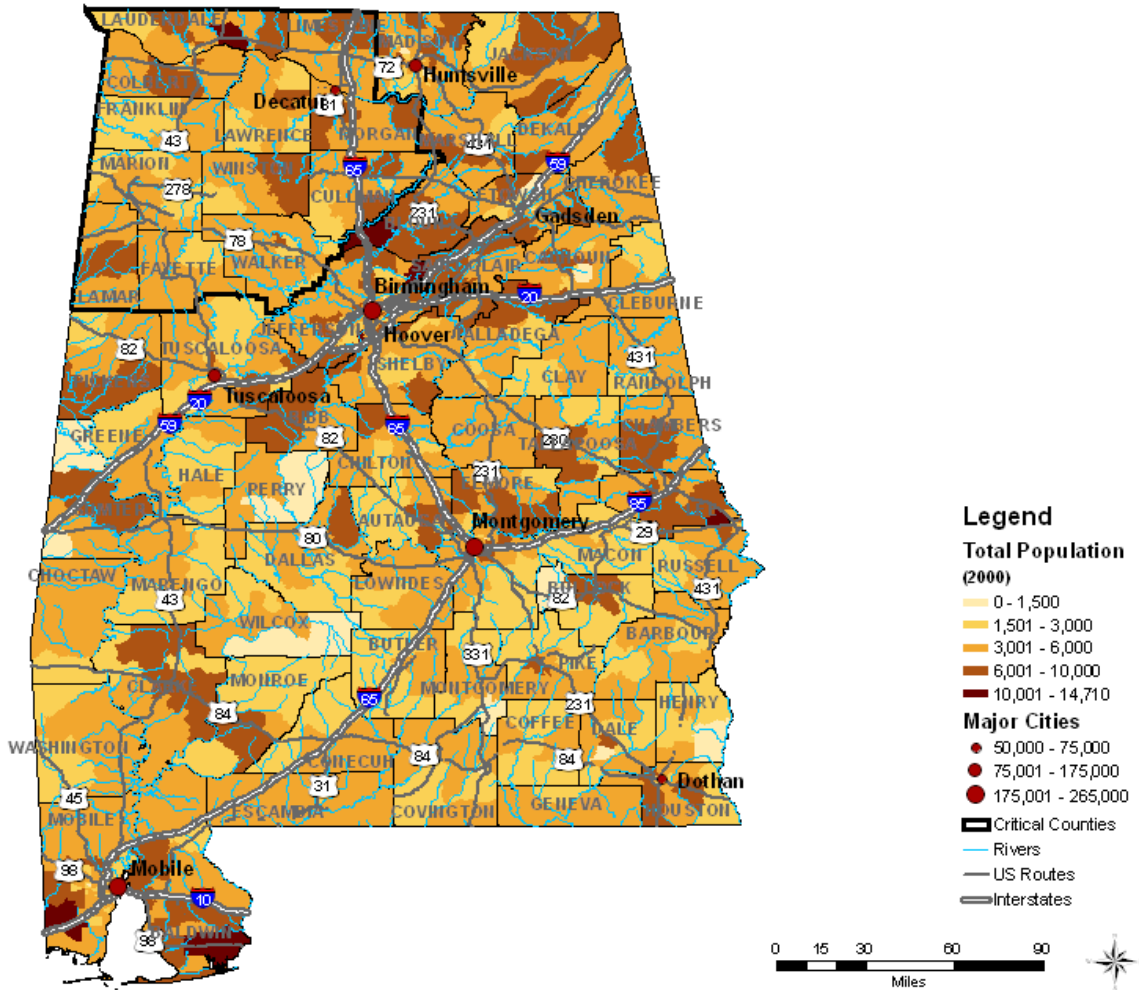 LAUDERDALE
LIMESTONE
MADISON
JACKSON
72
Huntsville
COLBERT
Decatur
31
FRANKLIN
LAWRENCE
MORGAN
MARSHALL
DEKALB
43
431
MARION
WINSTON
65
59
278
CULLMAN
CHEROKEE
ETOWAH
231
BLOUNT
Gadsden
78
WALKER
FAYETTE
ST CLAIR
CALHOUN
LAMAR
Birmingham
20
CLEBURNE
JEFFERSON
Hoover
TALLADEGA
82
TUSCALOOSA
SHELBY
431
PICKENS
CLAY
RANDOLPH
20
Tuscaloosa
59
BIBB
65
GREENE
82
COOSA
280
CHAMBERS
TALLAPOOSA
HALE
CHILTON
231
PERRY
ELMORE
85
SUMTER
AUTAUGA
Montgomery
29
80
DALLAS
MACON
RUSSELL
CHOCTAW
MARENGO
LOWNDES
BULLOCK
43
82
431
WILCOX
BARBOUR
BUTLER
331
PIKE
CLARKE
MONROE
65
MONTGOMERY
84
231
HENRY
COFFEE
DALE
WASHINGTON
CONECUH
84
84
31
Dothan
45
ESCAMBIA
COVINGTON
GENEVA
HOUSTON
MOBILE
98
Mobile
10
98
BALDWIN
Legend
Total Population
(2000)
0 - 1,500
1,501 - 3,000
3,001 - 6,000
6,001 - 10,000
10,001 - 14,710
Major Cities
50,000 - 75,000
75,001 - 175,000
175,001 - 265,000
Critical Counties
Rivers
US Routes
Interstates
0 15 30 60 90
Miles